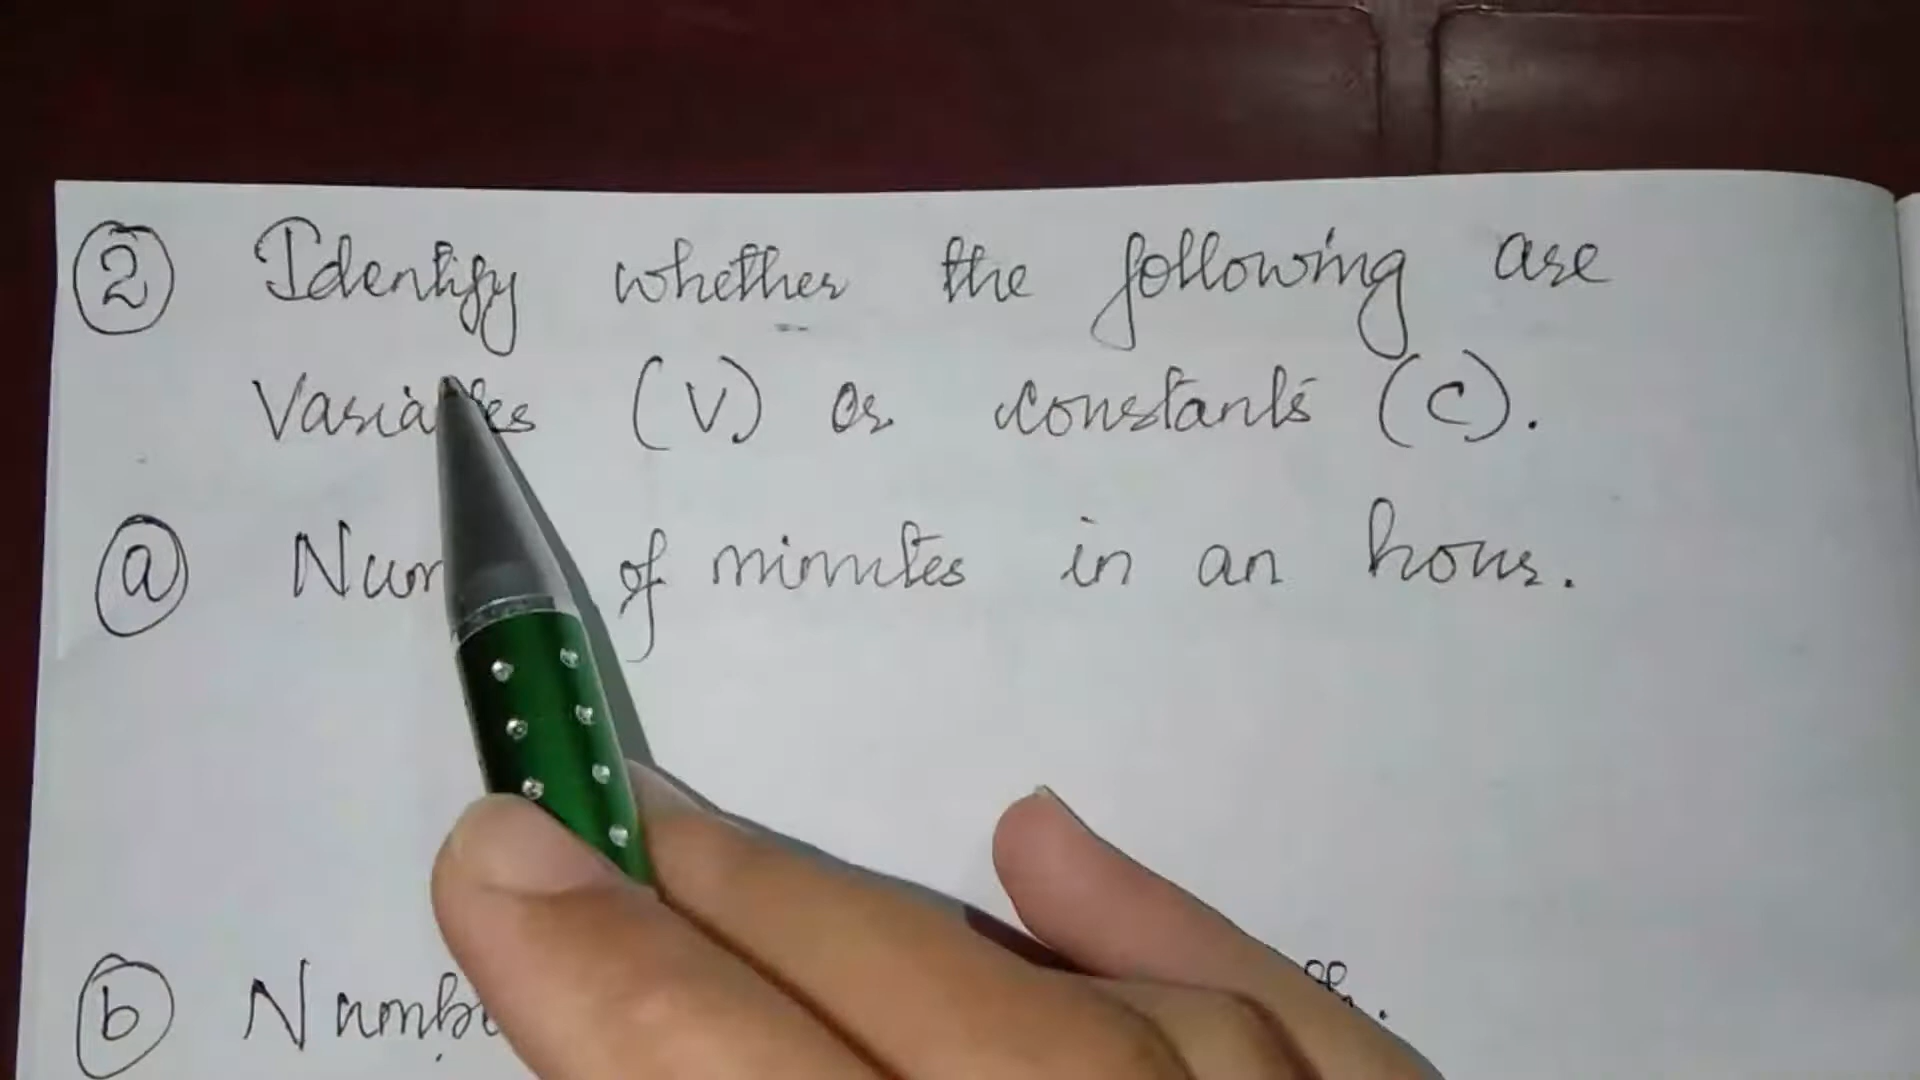 2 Identify whether the following are
Variables (V) or constants (C).
a of minutes in an hour.
b